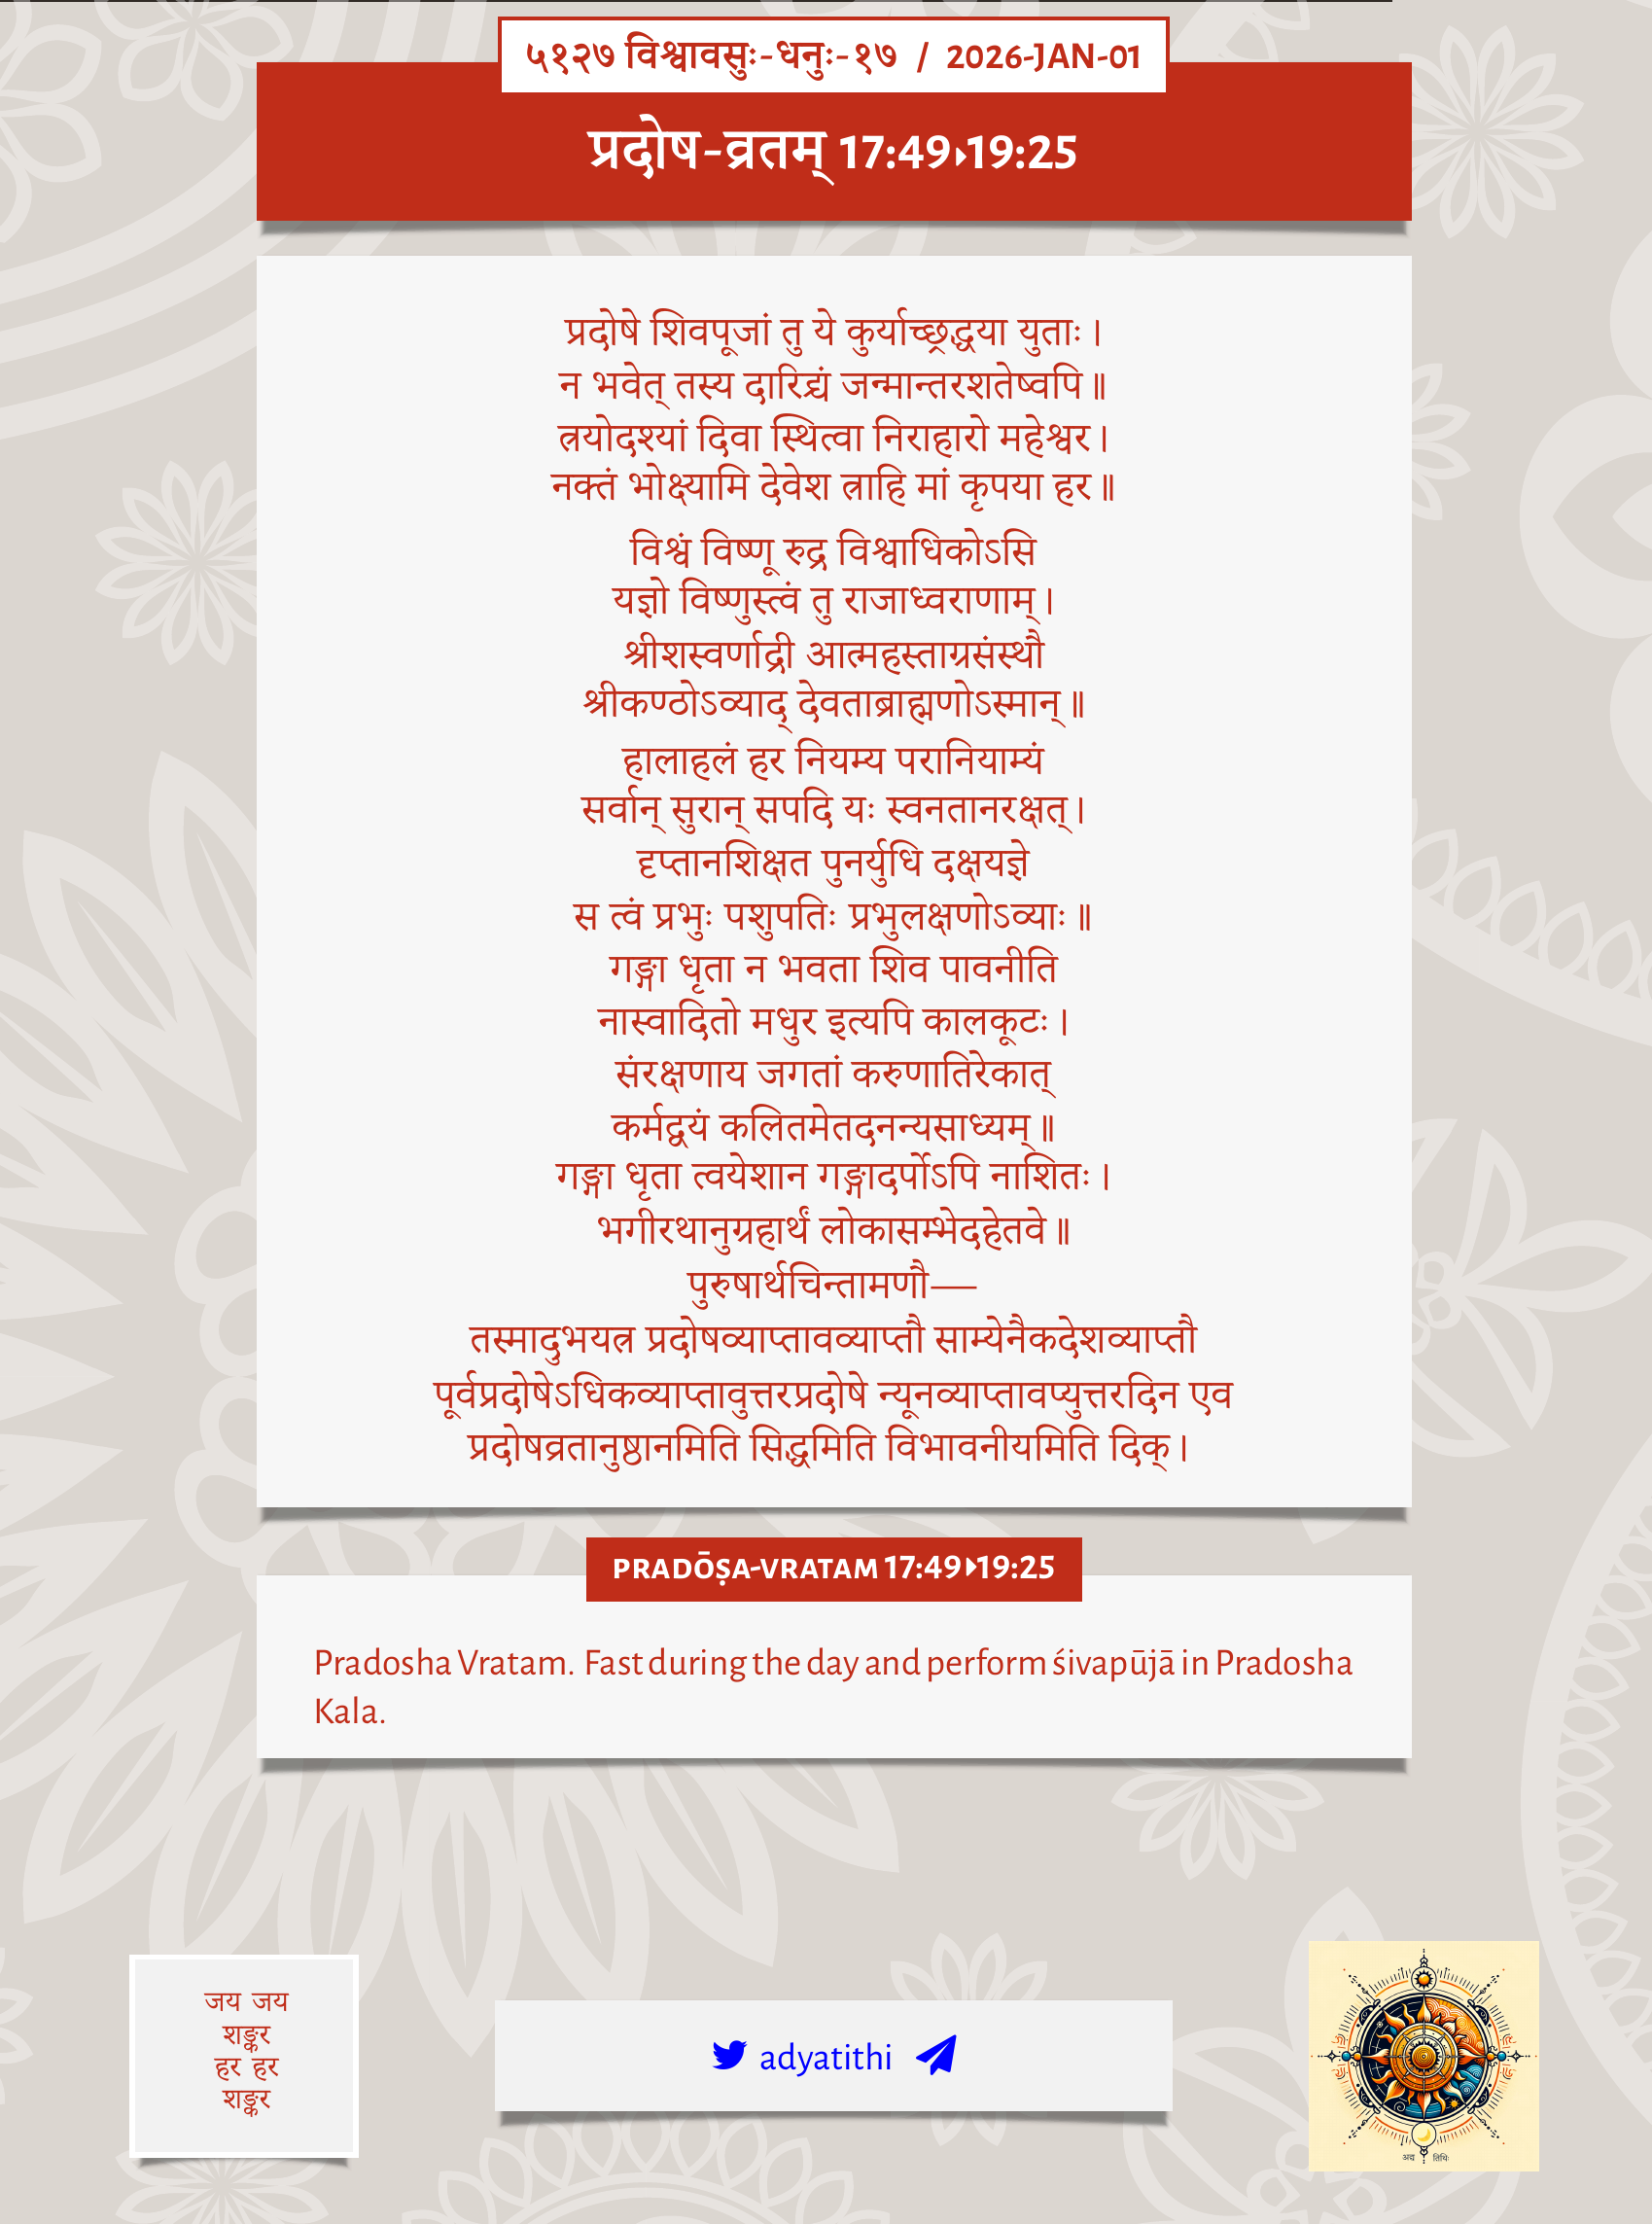 ५१२७ विश्वावसुः-धनुः-१७ / 2026-JAN-01
प्रदोष-व्रतम् 17:49▸19:25
प्रदोषे शिवपूजां तु ये कुर्याच्छ्रद्धया युताः।
न भवेत् तस्य दारिद्र्यं जन्मान्तरशतेष्वपि॥
त्रयोदश्यां दिवा स्थित्वा निराहारो महेश्वर।
नक्तं भोक्ष्यामि देवेश त्राहि मां कृपया हर॥
विश्वं विष्णू रुद्र विश्वाधिकोऽसि
यज्ञो विष्णुस्त्वं तु राजाध्वराणाम्।
श्रीशस्वर्णाद्री आत्महस्ताग्रसंस्थौ
श्रीकण्ठोऽव्याद् देवताब्राह्मणोऽस्मान्॥
हालाहलं हर नियम्य परानियाम्यं
सर्वान् सुरान् सपदि यः स्वनतानरक्षत्।
दृप्तानशिक्षत पुनर्युधि दक्षयज्ञे
स त्वं प्रभुः पशुपतिः प्रभुलक्षणोऽव्याः॥
गङ्गा धृता न भवता शिव पावनीति
नास्वादितो मधुर इत्यपि कालकूटः।
संरक्षणाय जगतां करुणातिरेकात्
कर्मद्वयं कलितमेतदनन्यसाध्यम्॥
गङ्गा धृता त्वयेशान गङ्गादर्पोऽपि नाशितः।
भगीरथानुग्रहार्थं लोकासम्भेदहेतवे॥
पुरुषार्थचिन्तामणौ—
तस्मादुभयत्र प्रदोषव्याप्तावव्याप्तौ साम्येनैकदेशव्याप्तौ
पूर्वप्रदोषेऽधिकव्याप्तावुत्तरप्रदोषे न्यूनव्याप्तावप्युत्तरदिन एव
प्रदोषव्रतानुष्ठानमिति सिद्धमिति विभावनीयमिति दिक्।
PRADŌṢA-VRATAM 17:49▸19:25
Pradosha Vratam. Fast during the day and perform śivapūjā in Pradosha
Kala.
जय जय
शङ्कर
हर हर
शङ्कर
adyatithi
अद्य तिथिः